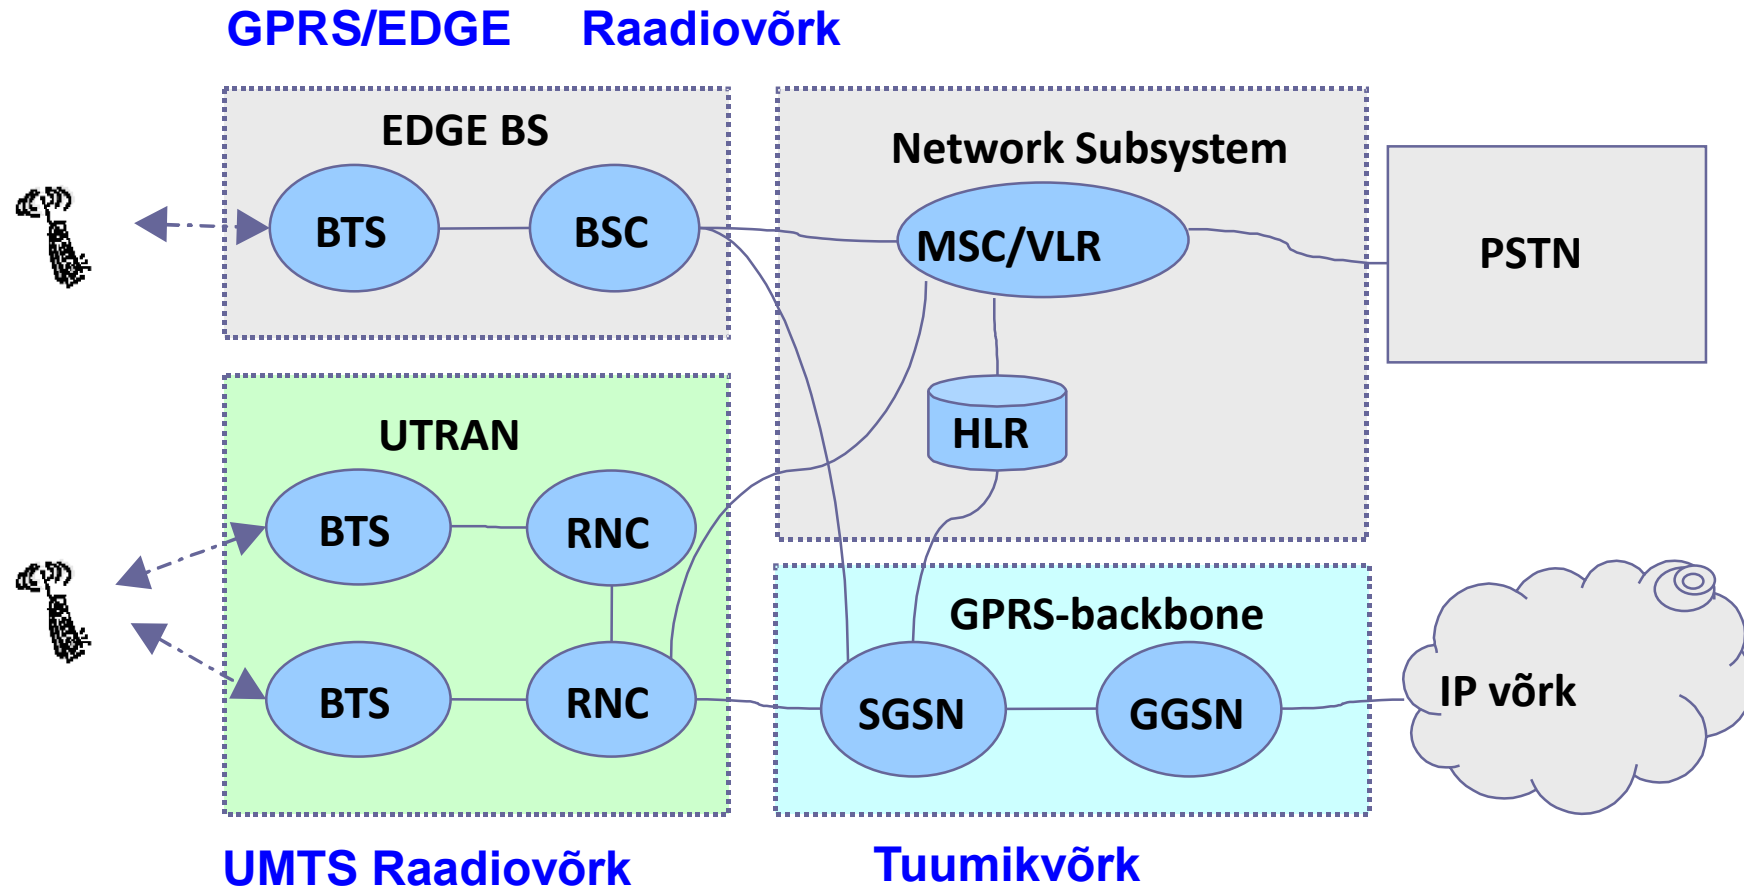 GPRS/EDGE Raadiovõrk
EDGE BS
BTS
BSC
Network Subsystem
MSC/VLR
HLR
PSTN
UTRAN
BTS
RNC
BTS
RNC
GPRS-backbone
SGSN
GGSN
IP võrk
UMTS Raadiovõrk
Tuumikvõrk